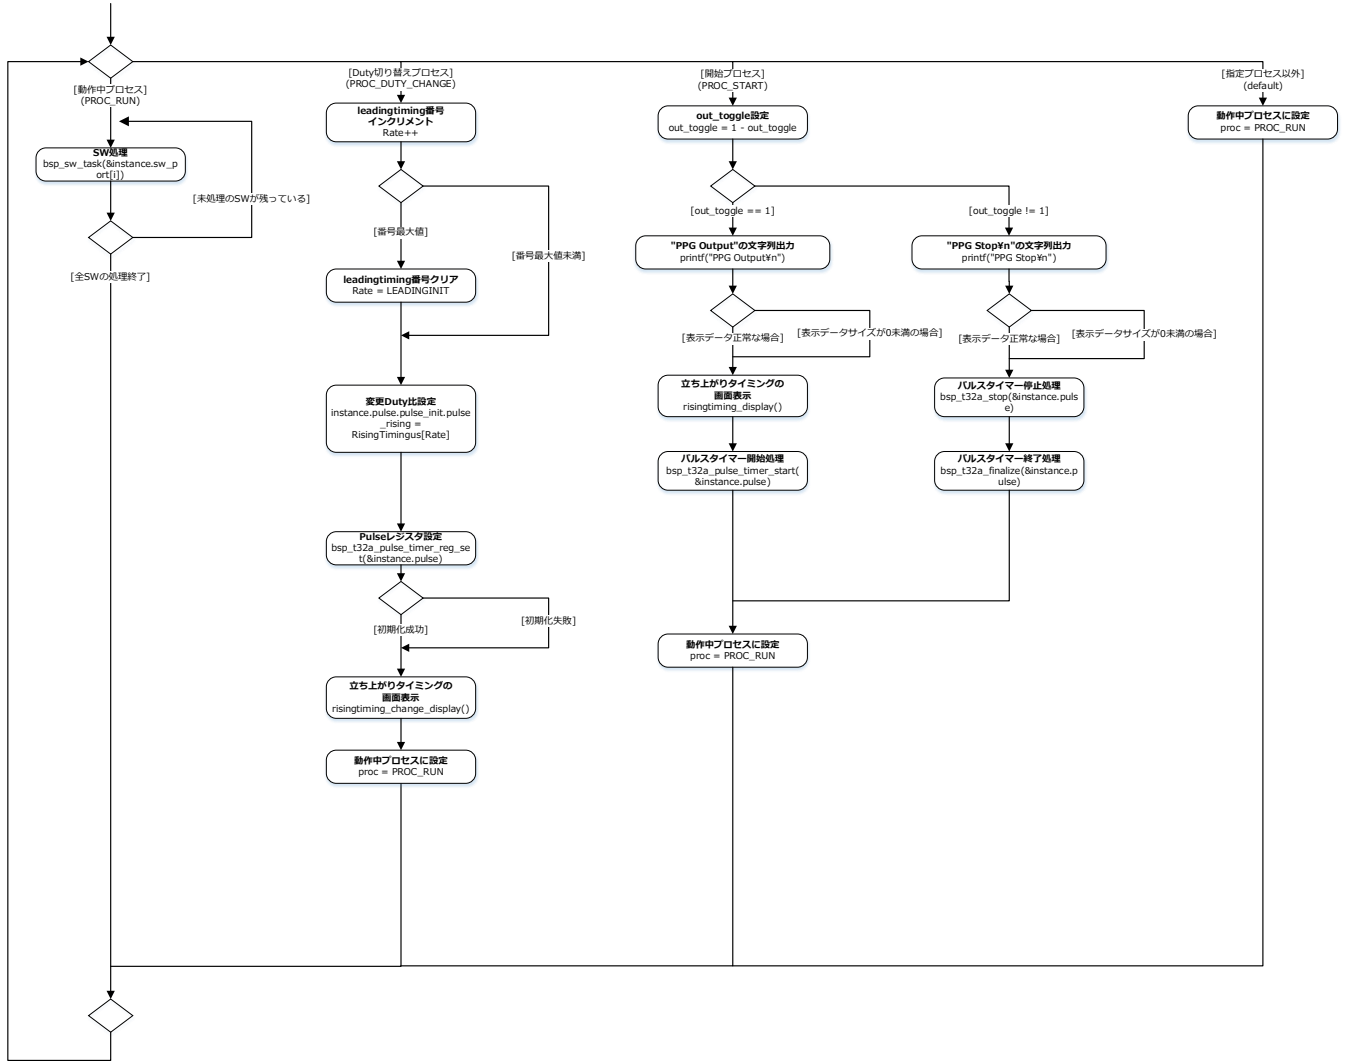 [動作中プロセス]
(PROC_RUN)
SW処理
bsp_sw_task(&instance.sw_p
ort[i])
[未処理のSWが残っている]
[全SWの処理終了]
[Duty切り替えプロセス]
(PROC_DUTY_CHANGE)
leadingtiming番号
インクリメント
Rate++
[番号最大値]
[番号最大値未満]
leadingtiming番号クリア
Rate = LEADINGINIT
変更Duty比設定
instance.pulse.pulse_init.pulse
_rising =
RisingTimingus[Rate]
Pulseレジスタ設定
bsp_t32a_pulse_timer_reg_se
t(&instance.pulse)
[初期化成功]
[初期化失敗]
立ち上がりタイミングの
画面表示
risingtiming_change_display()
動作中プロセスに設定
proc = PROC_RUN
[開始プロセス]
(PROC_START)
out_toggle設定
out_toggle = 1 - out_toggle
[out_toggle == 1]
[out_toggle != 1]
"PPG Output"の文字列出力
printf("PPG Output¥n")
[表示データ正常な場合]
[表示データサイズが0未満の場合]
立ち上がりタイミングの
画面表示
risingtiming_display()
パルスタイマー開始処理
bsp_t32a_pulse_timer_start(
&instance.pulse)
"PPG Stop¥n"の文字列出力
printf("PPG Stop¥n")
[表示データ正常な場合]
[表示データサイズが0未満の場合]
パルスタイマー停止処理
bsp_t32a_stop(&instance.puls
e)
パルスタイマー終了処理
bsp_t32a_finalize(&instance.p
ulse)
動作中プロセスに設定
proc = PROC_RUN
[指定プロセス以外]
(default)
動作中プロセスに設定
proc = PROC_RUN